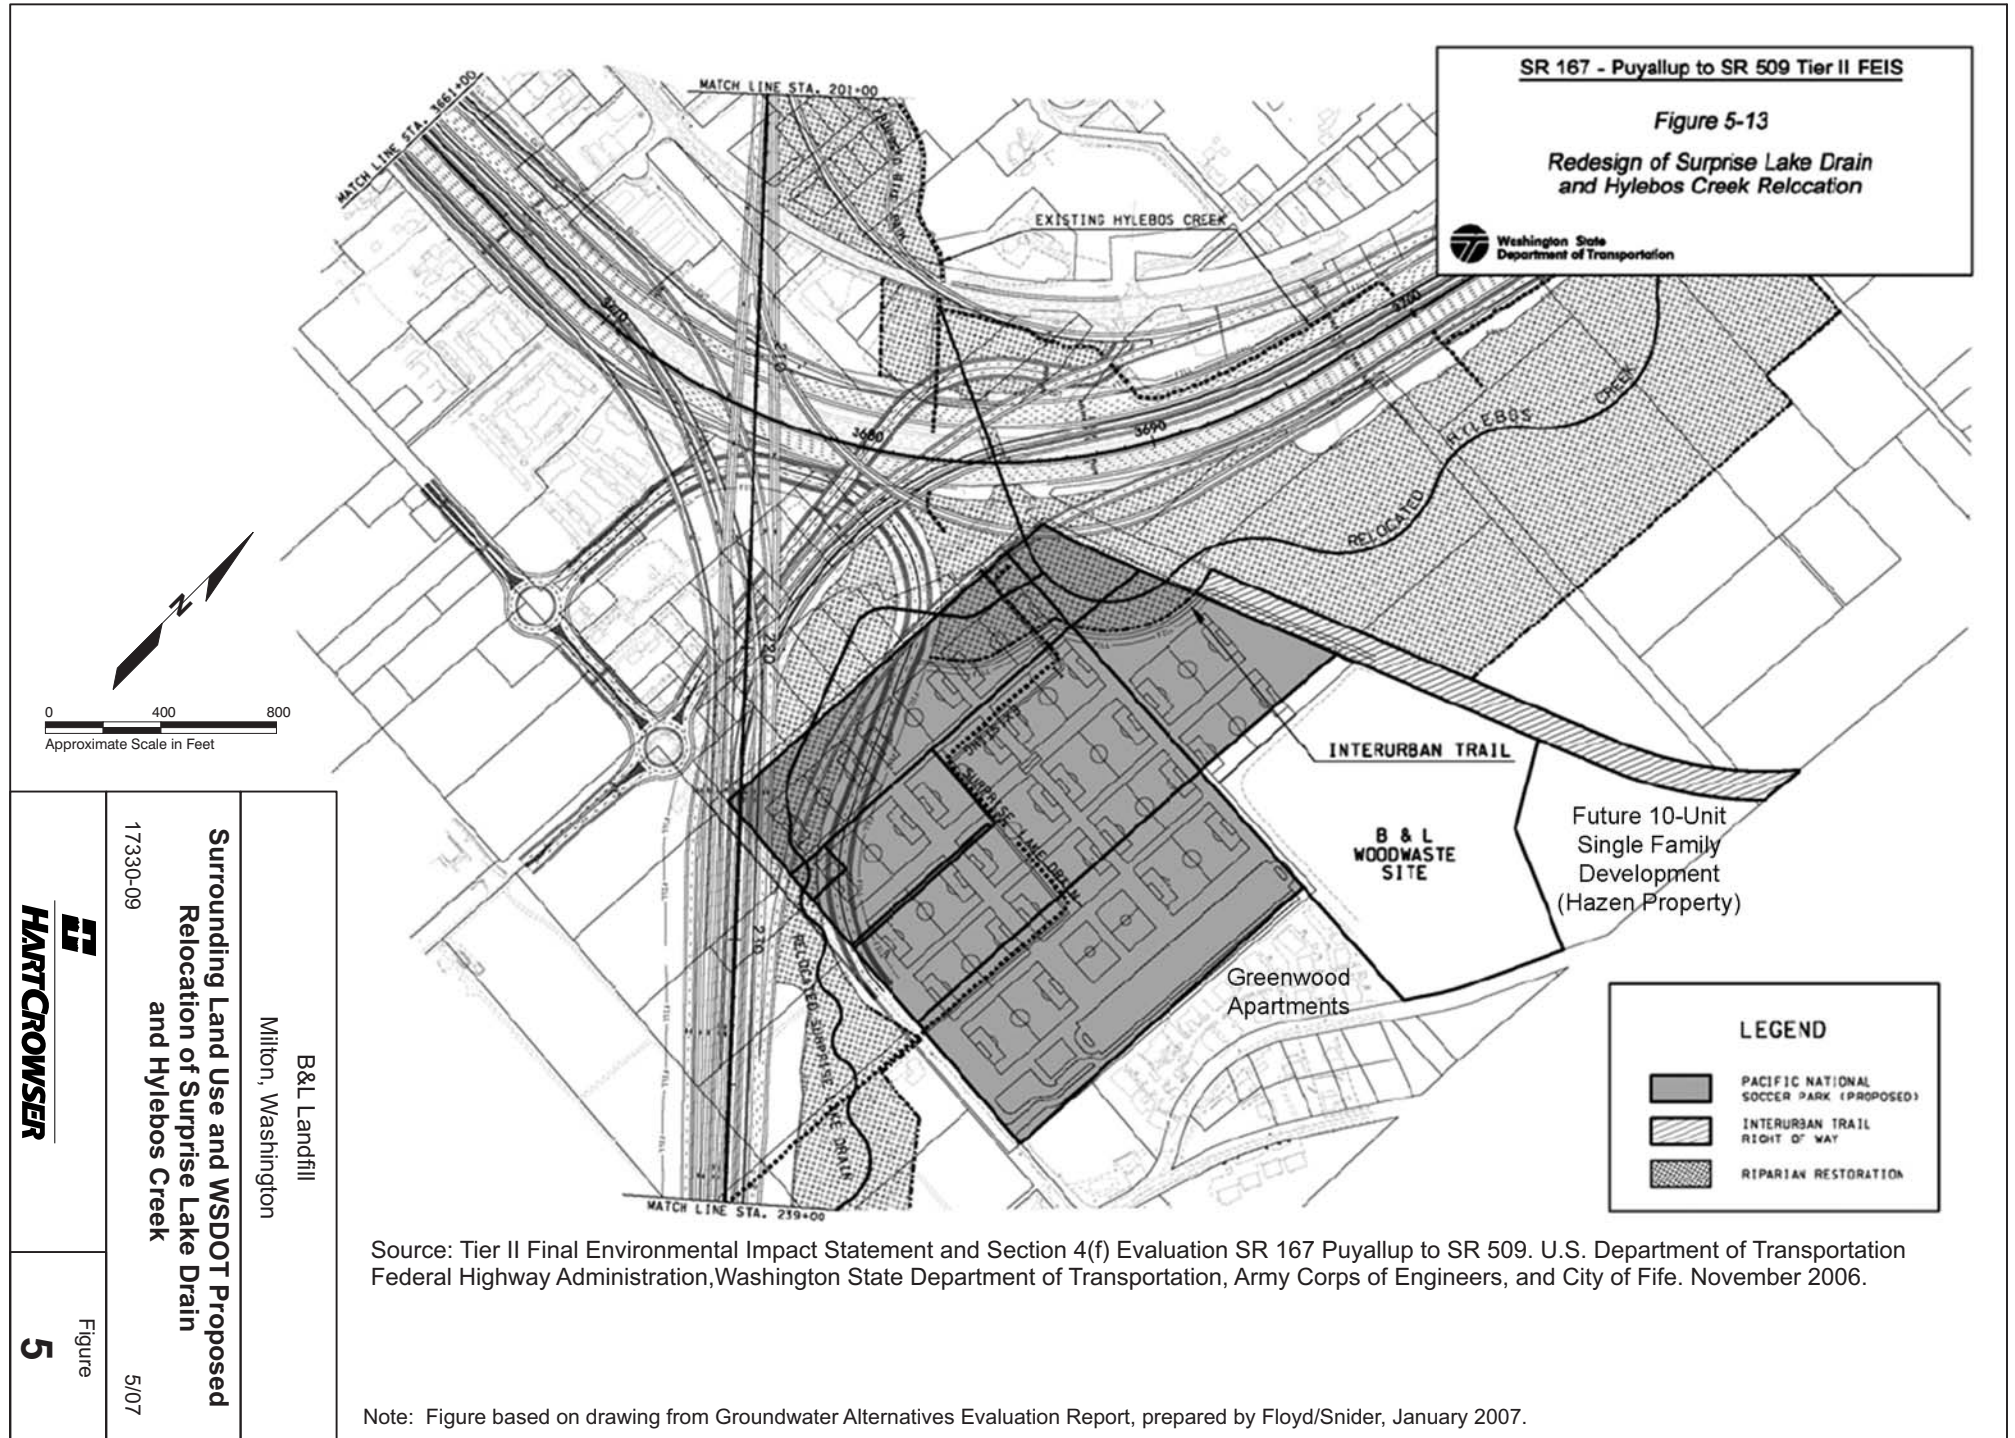 SR 167 - Puyallup to SR 509 Tier II FEIS
Figure 5-13
Redesign of Surprise Lake Drain
and Hylebos Creek Relocation
Washington State
Department of Transportation
MATCH LINE STA. 3661+00
MATCH LINE STA. 201+00
EXISTING HYLEBOS CREEK
3670
210
3700
3680
3690
HYLEBOS
CREEK
RELOCATED
N
220
0 400 800
Approximate Scale in Feet
EXISTING
SURPRISE LAKE DRAIN
INTERURBAN TRAIL
B & L
WOODWASTE
SITE
Future 10-Unit
Single Family
Development
(Hazen Property)
230
RELOCATED SURPRISE LAKE DRAIN
Greenwood
Apartments
MATCH LINE STA. 239+00
LEGEND
PACIFIC NATIONAL
SOCCER PARK (PROPOSED)
INTERURBAN TRAIL
RIGHT OF WAY
RIPARIAN RESTORATION
Source: Tier II Final Environmental Impact Statement and Section 4(f) Evaluation SR 167 Puyallup to SR 509. U.S. Department of Transportation
Federal Highway Administration,Washington State Department of Transportation, Army Corps of Engineers, and City of Fife. November 2006.
Note: Figure based on drawing from Groundwater Alternatives Evaluation Report, prepared by Floyd/Snider, January 2007.
B&L Landfill
Milton, Washington
Surrounding Land Use and WSDOT Proposed
Relocation of Surprise Lake Drain
and Hylebos Creek
17330-09
5/07
HARTCROWSER
Figure
5